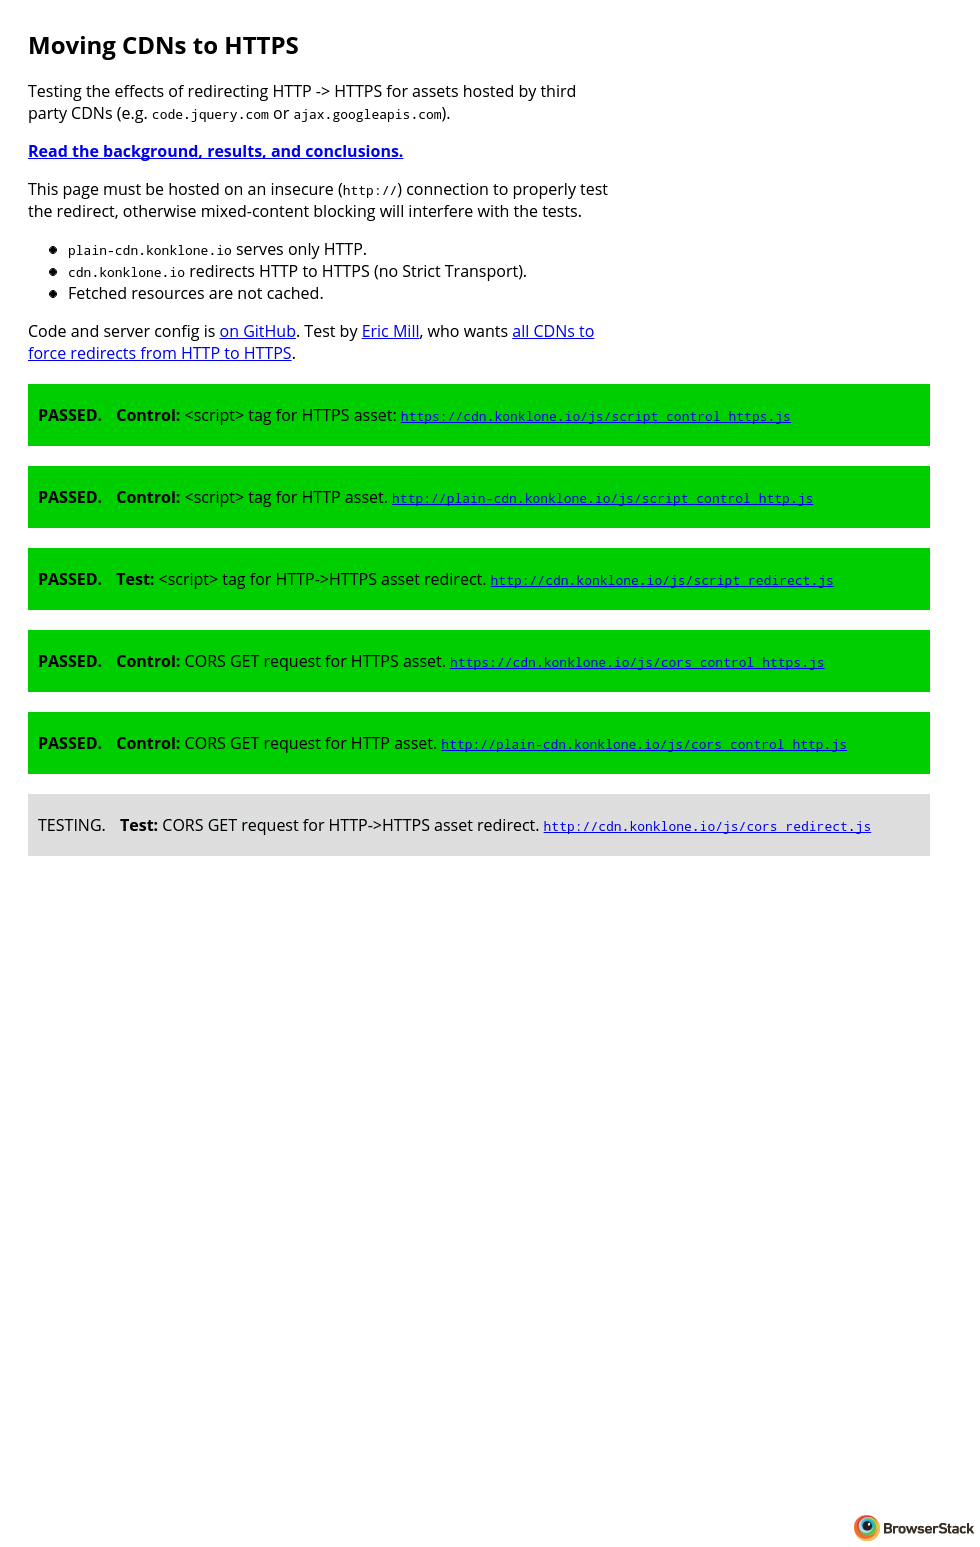 Moving CDNs to HTTPS
Testing the effects of redirecting HTTP -> HTTPS for assets hosted by third
party CDNs (e.g. code.jquery.com or ajax.googleapis.com).
Read the background, results, and conclusions.
This page must be hosted on an insecure (http://) connection to properly test
the redirect, otherwise mixed-content blocking will interfere with the tests.
plain-cdn.konklone.io serves only HTTP.
cdn.konklone.io redirects HTTP to HTTPS (no Strict Transport).
Fetched resources are not cached.
Code and server config is on GitHub. Test by Eric Mill, who wants all CDNs to
force redirects from HTTP to HTTPS.
PASSED. Control: <script> tag for HTTPS asset: https://cdn.konklone.io/js/script_control_https.js
PASSED. Control: <script> tag for HTTP asset. http://plain-cdn.konklone.io/js/script_control_http.js
PASSED. Test: <script> tag for HTTP->HTTPS asset redirect. http://cdn.konklone.io/js/script_redirect.js
PASSED. Control: CORS GET request for HTTPS asset. https://cdn.konklone.io/js/cors_control_https.js
PASSED. Control: CORS GET request for HTTP asset. http://plain-cdn.konklone.io/js/cors_control_http.js
TESTING. Test: CORS GET request for HTTP->HTTPS asset redirect. http://cdn.konklone.io/js/cors_redirect.js
BrowserStack